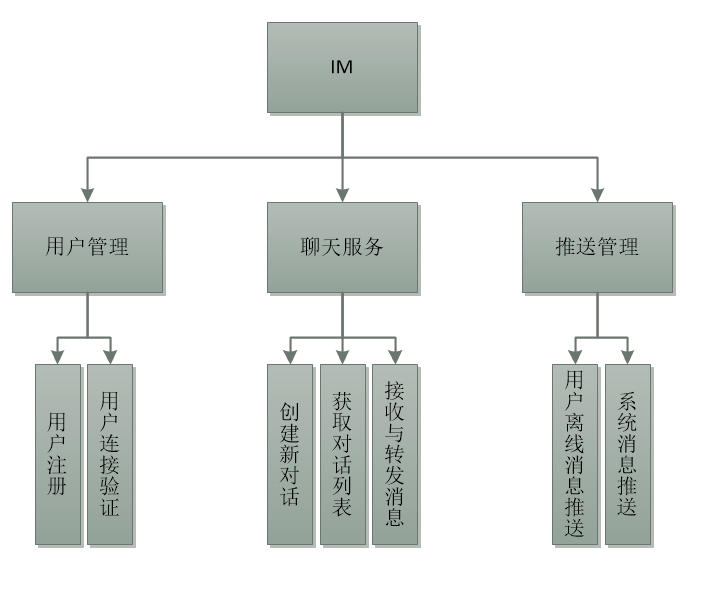 IM
用户管理
聊天服务
推送管理
用户注册
用户连接验证
创建新对话
获取对话列表
接收与转发消息
用户离线消息推送
系统消息推送